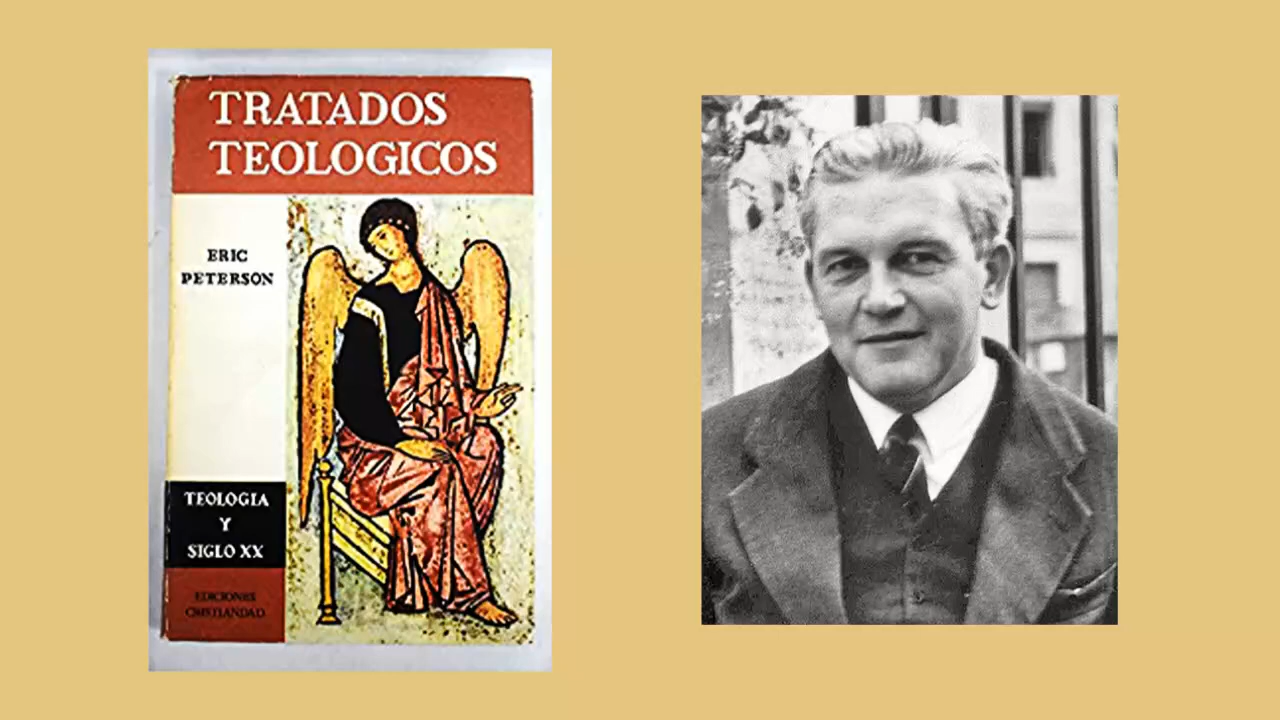 TRATADOS
TEOLOGICOS
ERIC
PETERSON
TEOLOGIA
Y
SIGLO XX
EDICIONES
CRISTIANDAD